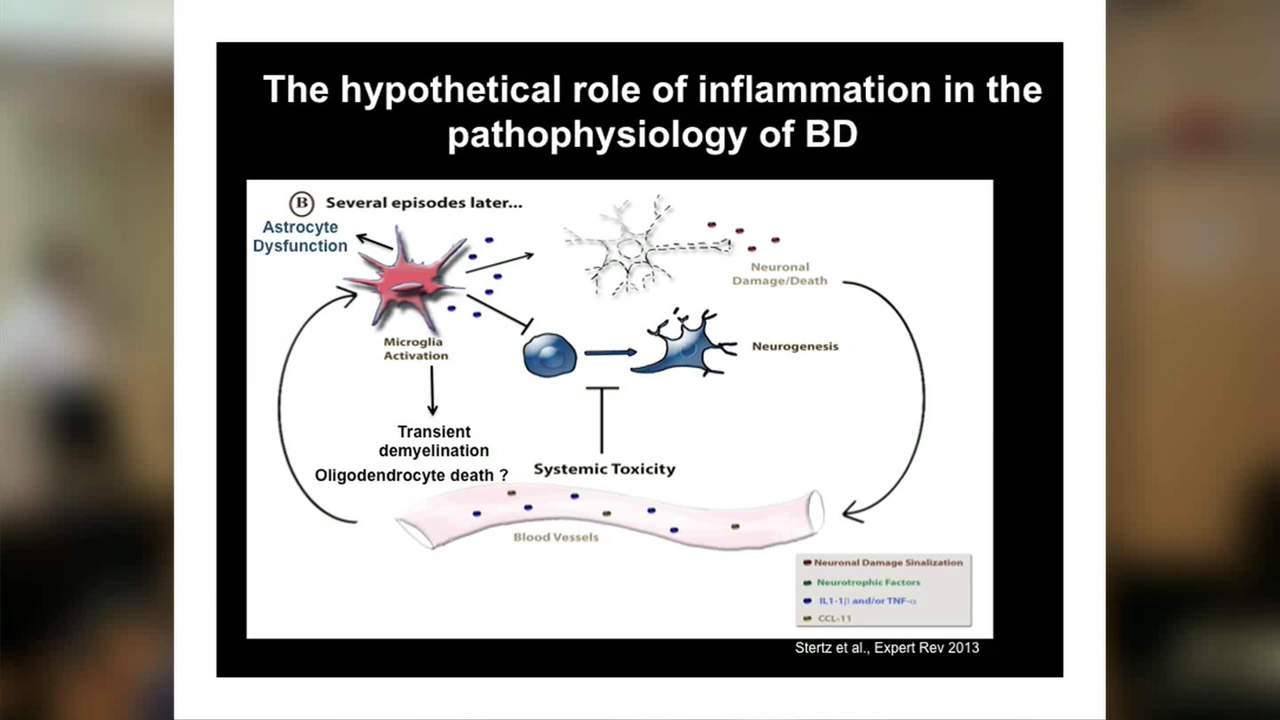 The hypothetical role of inflammation in the
pathophysiology of BD
B Several episodes later...
Astrocyte
Dysfunction
Neuronal
Damage/Death
Microglia
Activation
Neurogenesis
Transient
demyelination
Oligodendrocyte death ?
Systemic Toxicity
Blood Vessels
Neuronal Damage Sinalization
Neurotrophic Factors
IL1-1β and/or TNF-α
CCL-11
Stertz et al., Expert Rev 2013